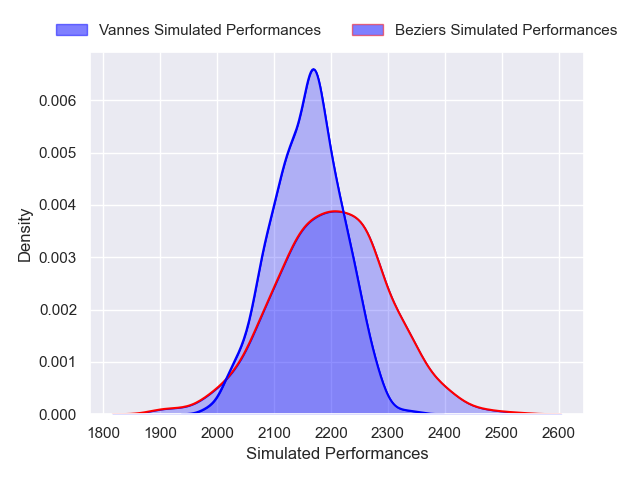 Vannes Simulated Performances
Beziers Simulated Performances
0.006
0.005
0.004
0.003
0.002
0.001
0.000
Density
1800 1900 2000 2100 2200 2300 2400 2500 2600
Simulated Performances